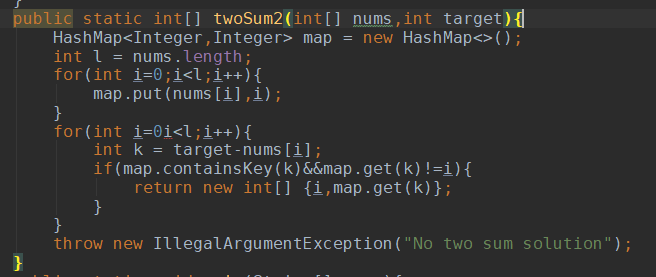 }
public static int[] twoSum2(int[] nums,int target){
HashMap<Integer,Integer> map = new HashMap<>();
int l = nums.length;
for(int i=0;i<l;i++){
map.put(nums[i],i);
}
for(int i=0i<l;i++){
int k = target-nums[i];
if(map.containsKey(k)&&map.get(k)!=i){
return new int[] {i,map.get(k)};
}
}
throw new IllegalArgumentException("No two sum solution");
}